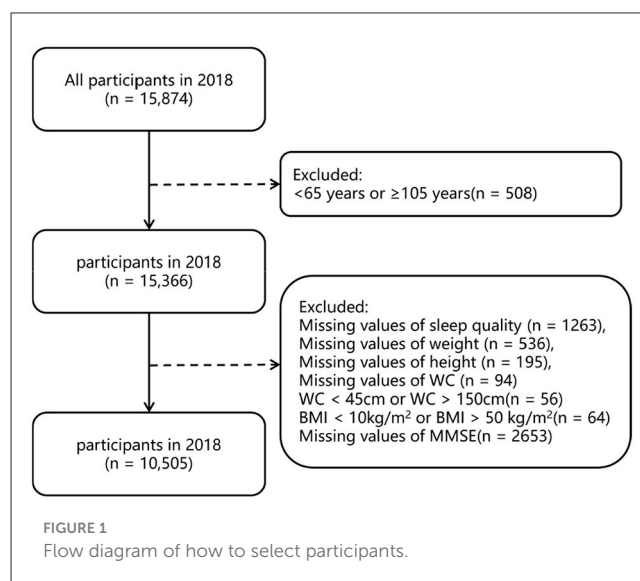 All participants in 2018
(n = 15,874)
Excluded:
<65 years or ≥105 years(n = 508)
participants in 2018
(n = 15,366)
Excluded:
Missing values of sleep quality (n = 1263),
Missing values of weight (n = 536),
Missing values of height (n = 195),
Missing values of WC (n = 94)
WC < 45cm or WC > 150cm(n = 56)
BMI < 10kg/m² or BMI > 50 kg/m²(n = 64)
Missing values of MMSE(n = 2653)
participants in 2018
(n = 10,505)
FIGURE 1
Flow diagram of how to select participants.